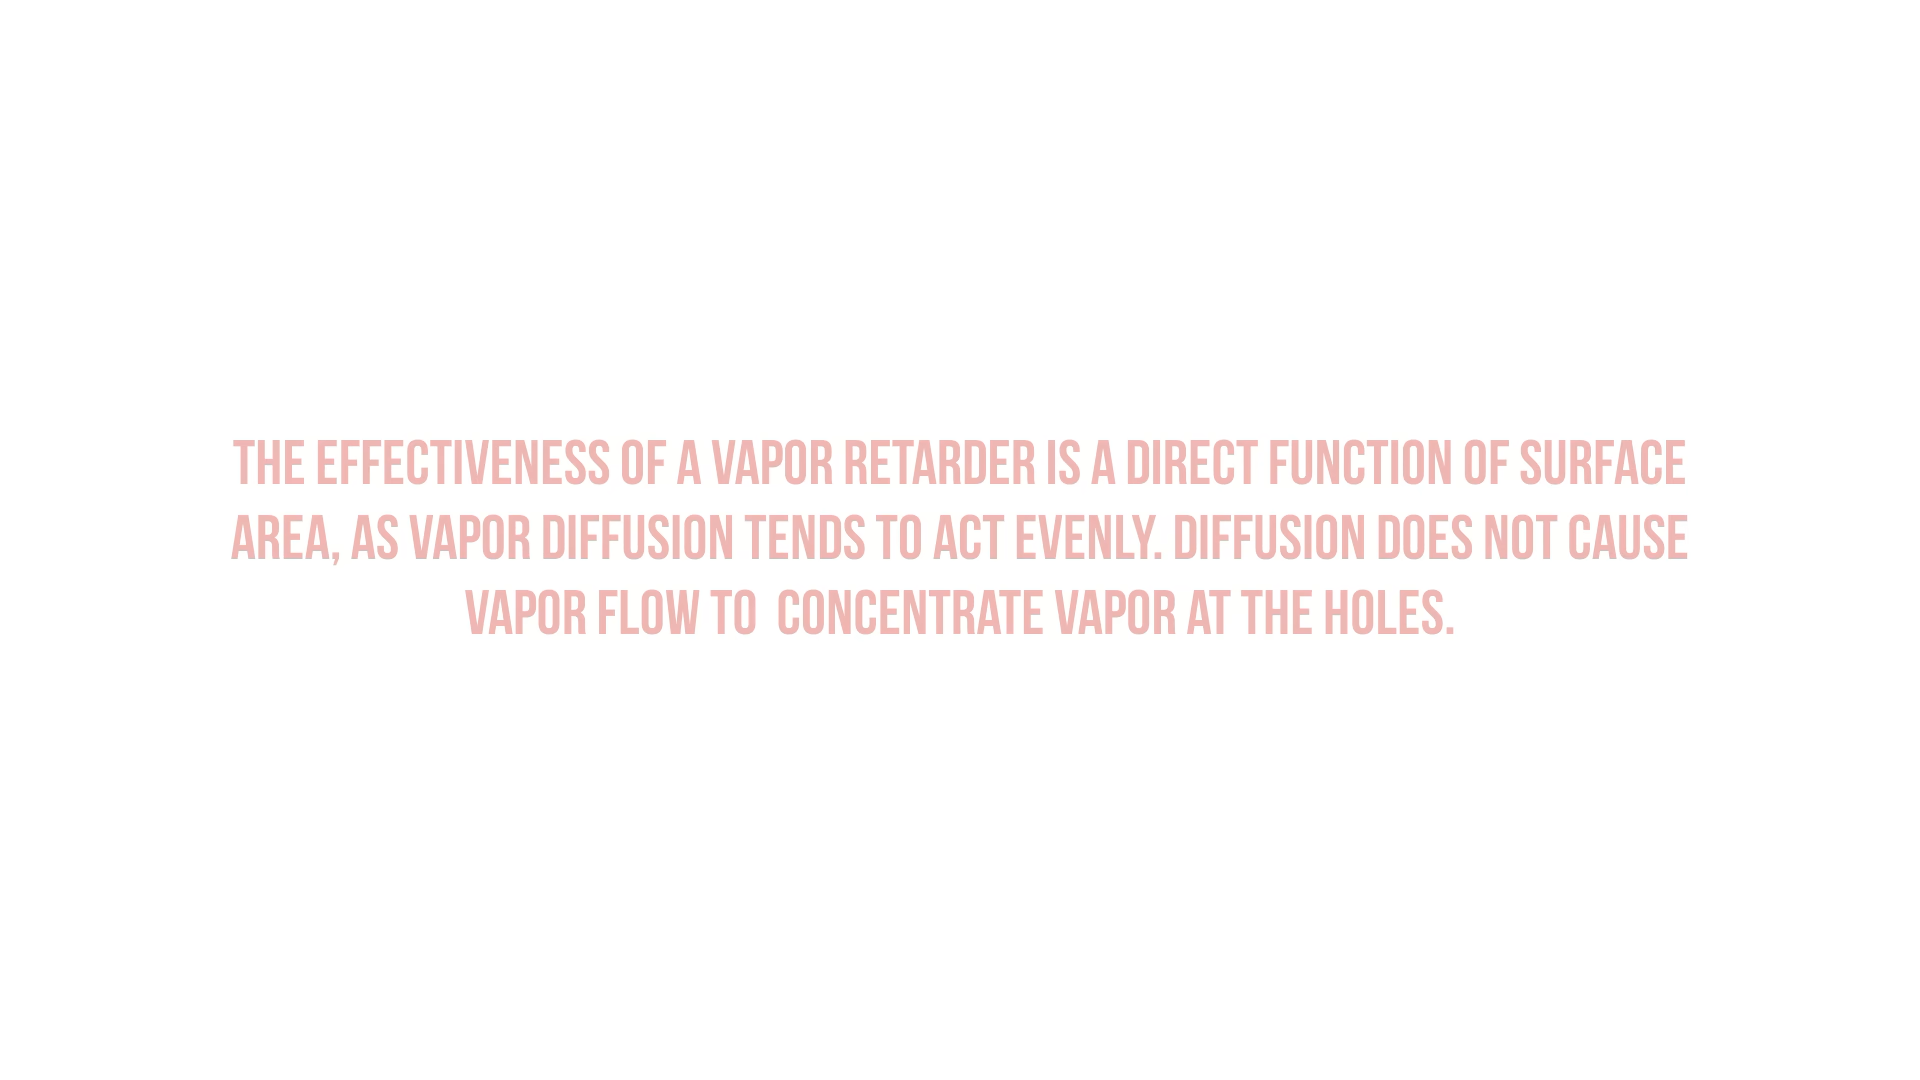 THE EFFECTIVENESS OF A VAPOR RETARDER IS A DIRECT FUNCTION OF SURFACE
AREA, AS VAPOR DIFFUSION TENDS TO ACT EVENLY. DIFFUSION DOES NOT CAUSE
VAPOR FLOW TO  CONCENTRATE VAPOR AT THE HOLES.